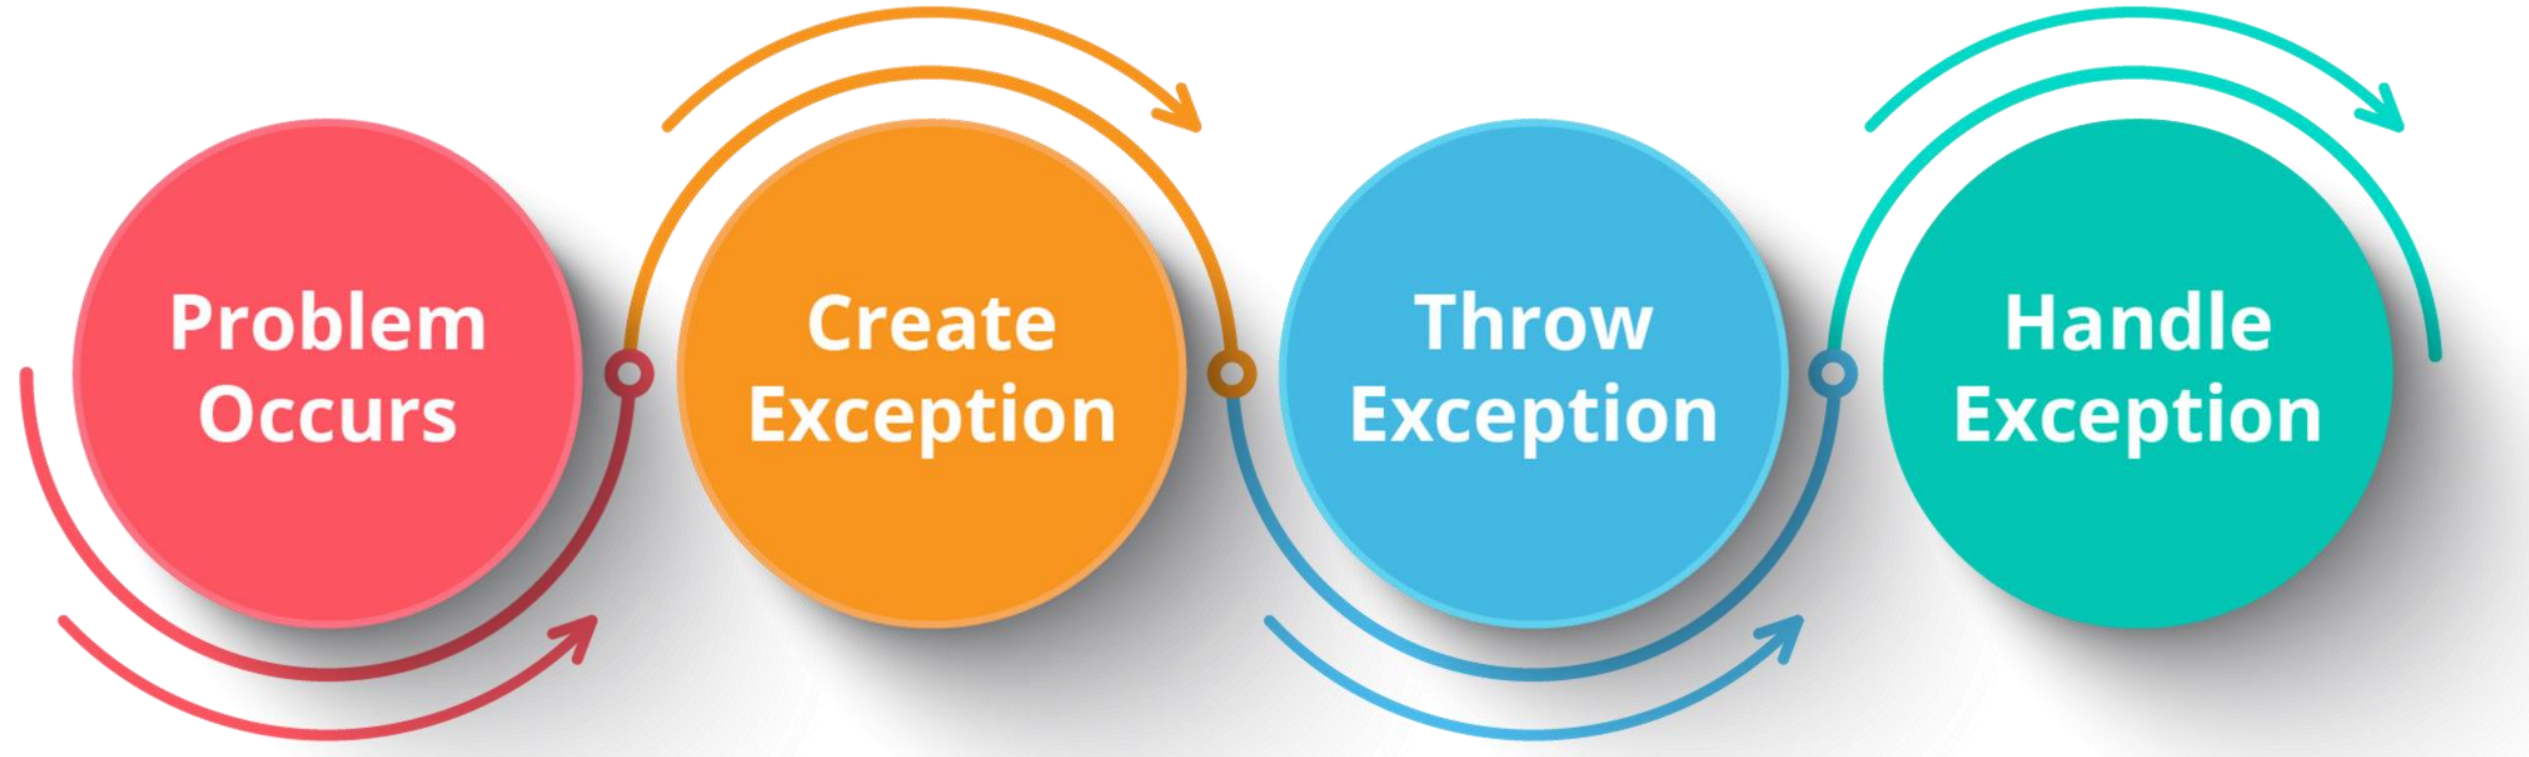 Problem
Occurs
Create
Exception
Throw
Exception
Handle
Exception